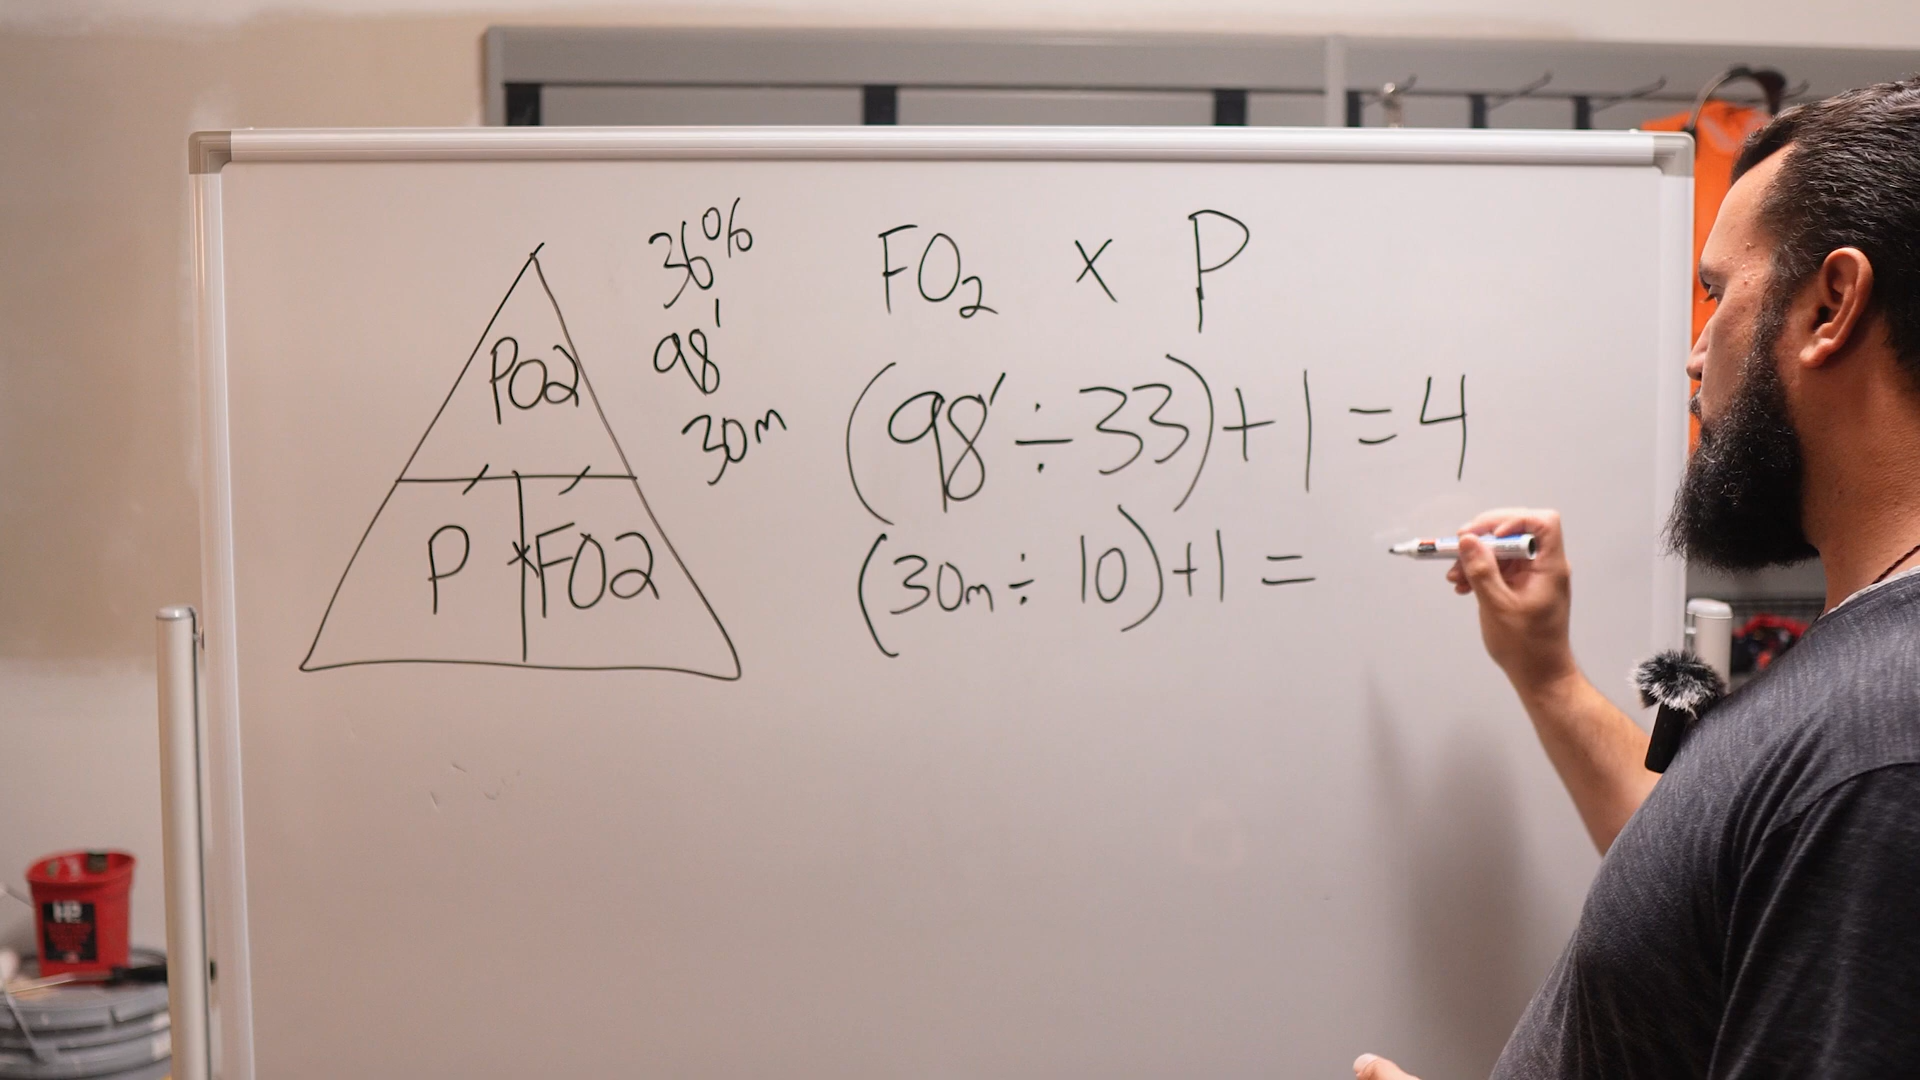 36%
98'
30m
PO2
P x FO2
FO₂ x P
(98' ÷ 33) + 1 = 4
(30m ÷ 10) + 1 =